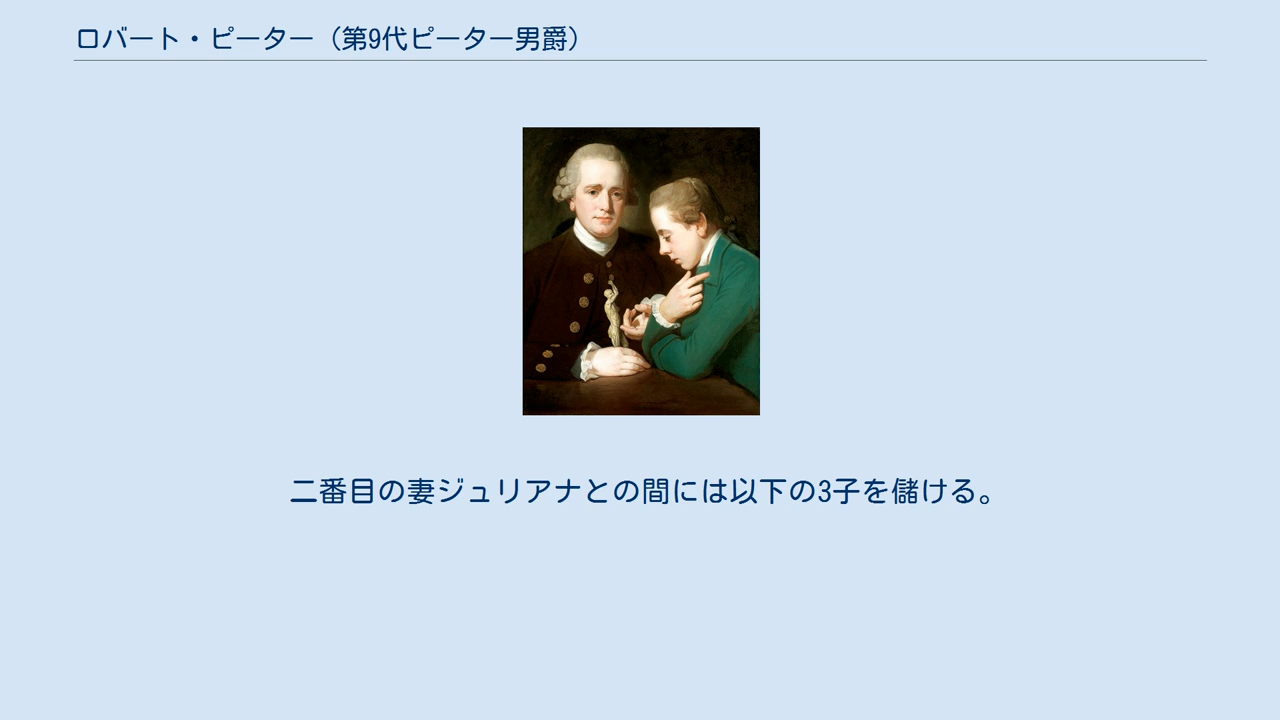 ロバート・ピーター（第9代ピーター男爵）
二番目の妻ジュリアナとの間には以下の3子を儲ける。